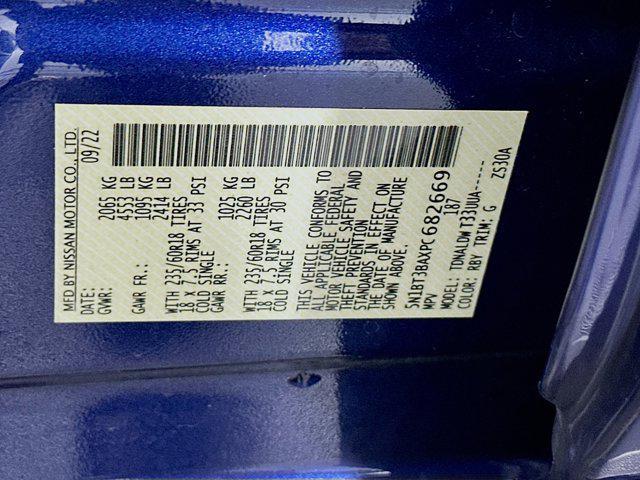 MFD BY NISSAN MOTOR CO., LTD.
DATE: 09/22
GVWR: 2065 KG
4553 LB
GAWR FR: 1095 KG
2414 LB
WITH 235/60R18 TIRES
18 x 7.5 RIMS AT 33 PSI
COLD SINGLE
GAWR RR: 1025 KG
2260 LB
WITH 235/60R18 TIRES
18 x 7.5 RIMS AT 30 PSI
COLD SINGLE
THIS VEHICLE CONFORMS TO
ALL APPLICABLE FEDERAL
MOTOR VEHICLE SAFETY AND
THEFT PREVENTION
STANDARDS IN EFFECT ON
THE DATE OF MANUFACTURE
SHOWN ABOVE.
5N1BT3BAXPC682669
MPV 187
MODEL: TDNALDWT33UUA-----
COLOR: RBY TRIM: G ZS30A